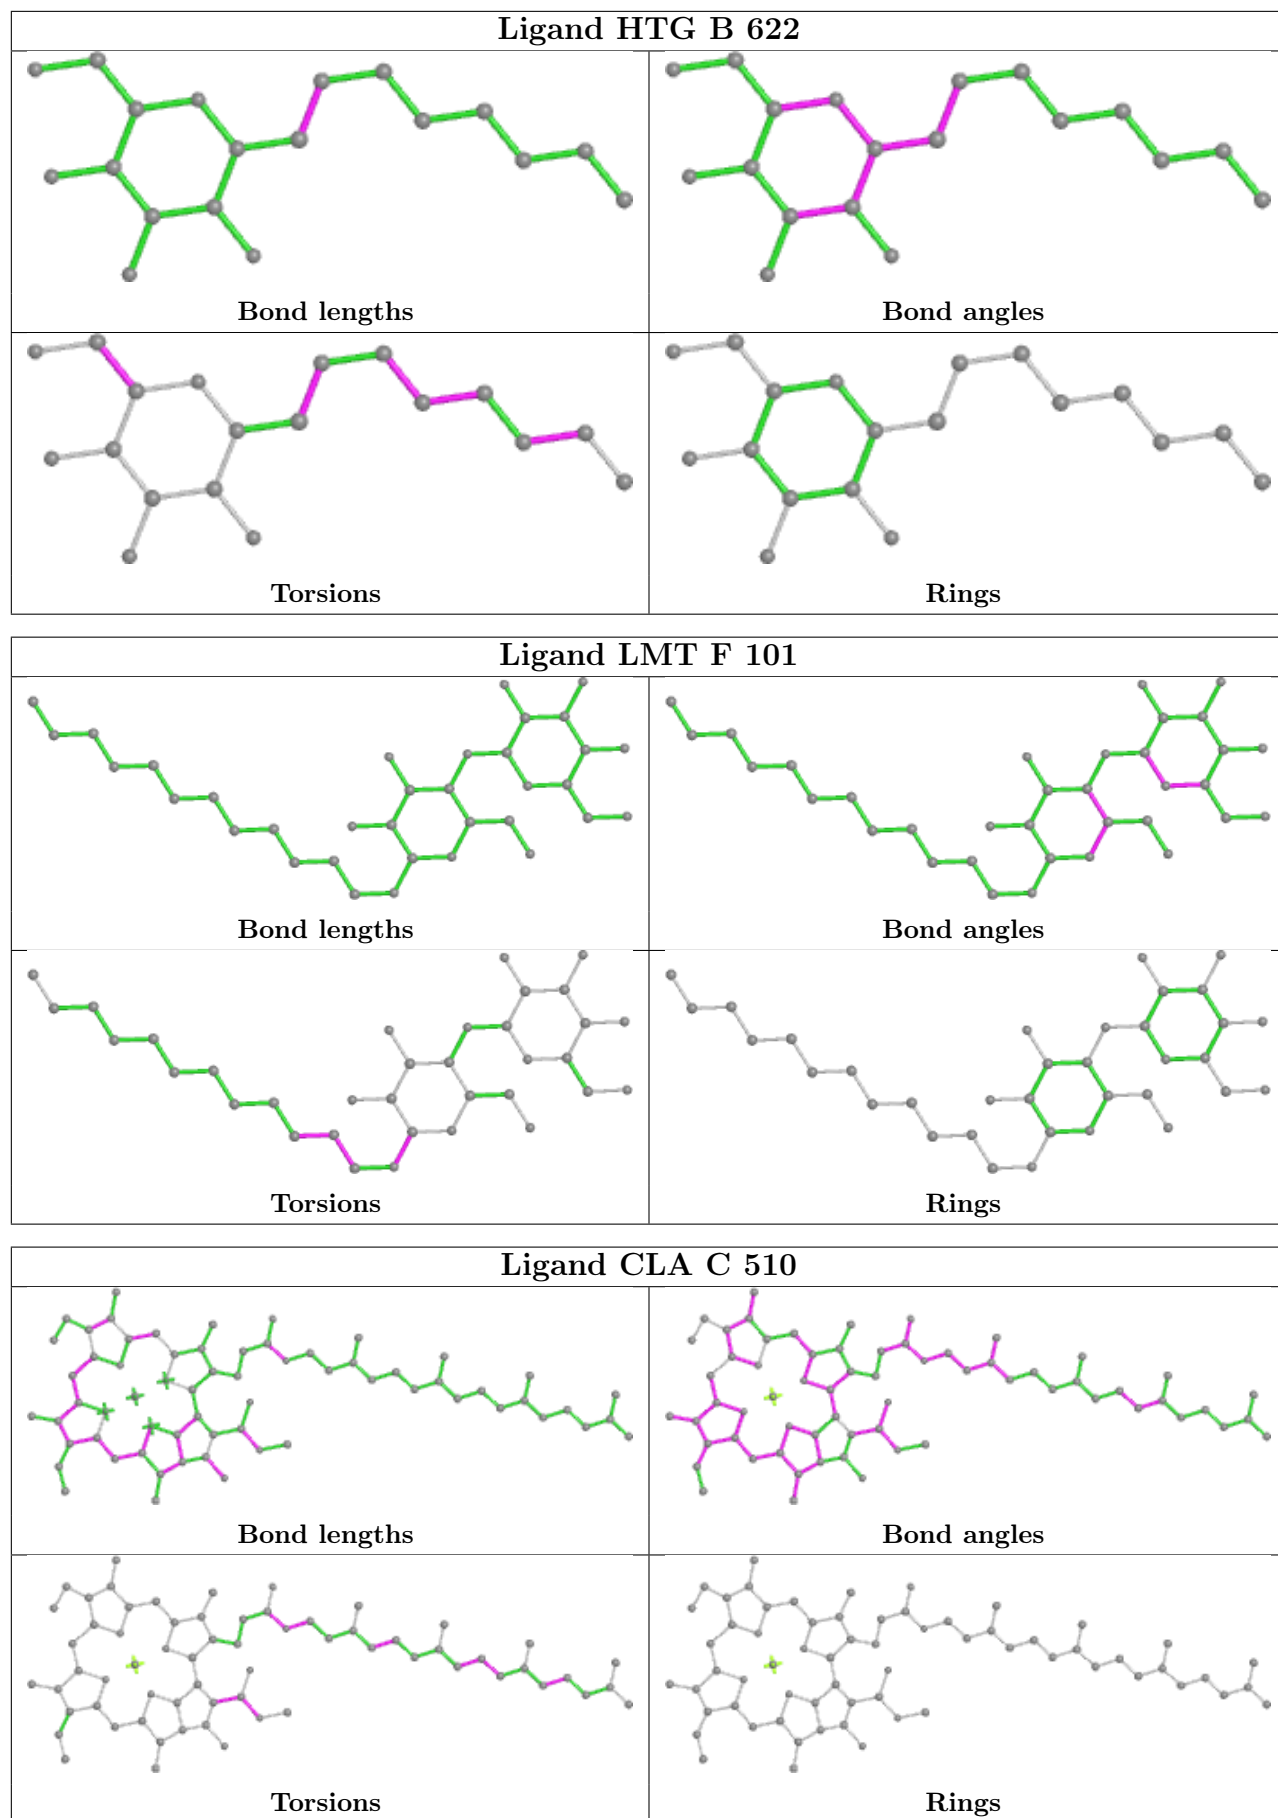 Ligand HTG B 622
Bond lengths
Bond angles
Torsions
Rings
Ligand LMT F 101
Bond lengths
Bond angles
Torsions
Rings
Ligand CLA C 510
Bond lengths
Bond angles
Torsions
Rings